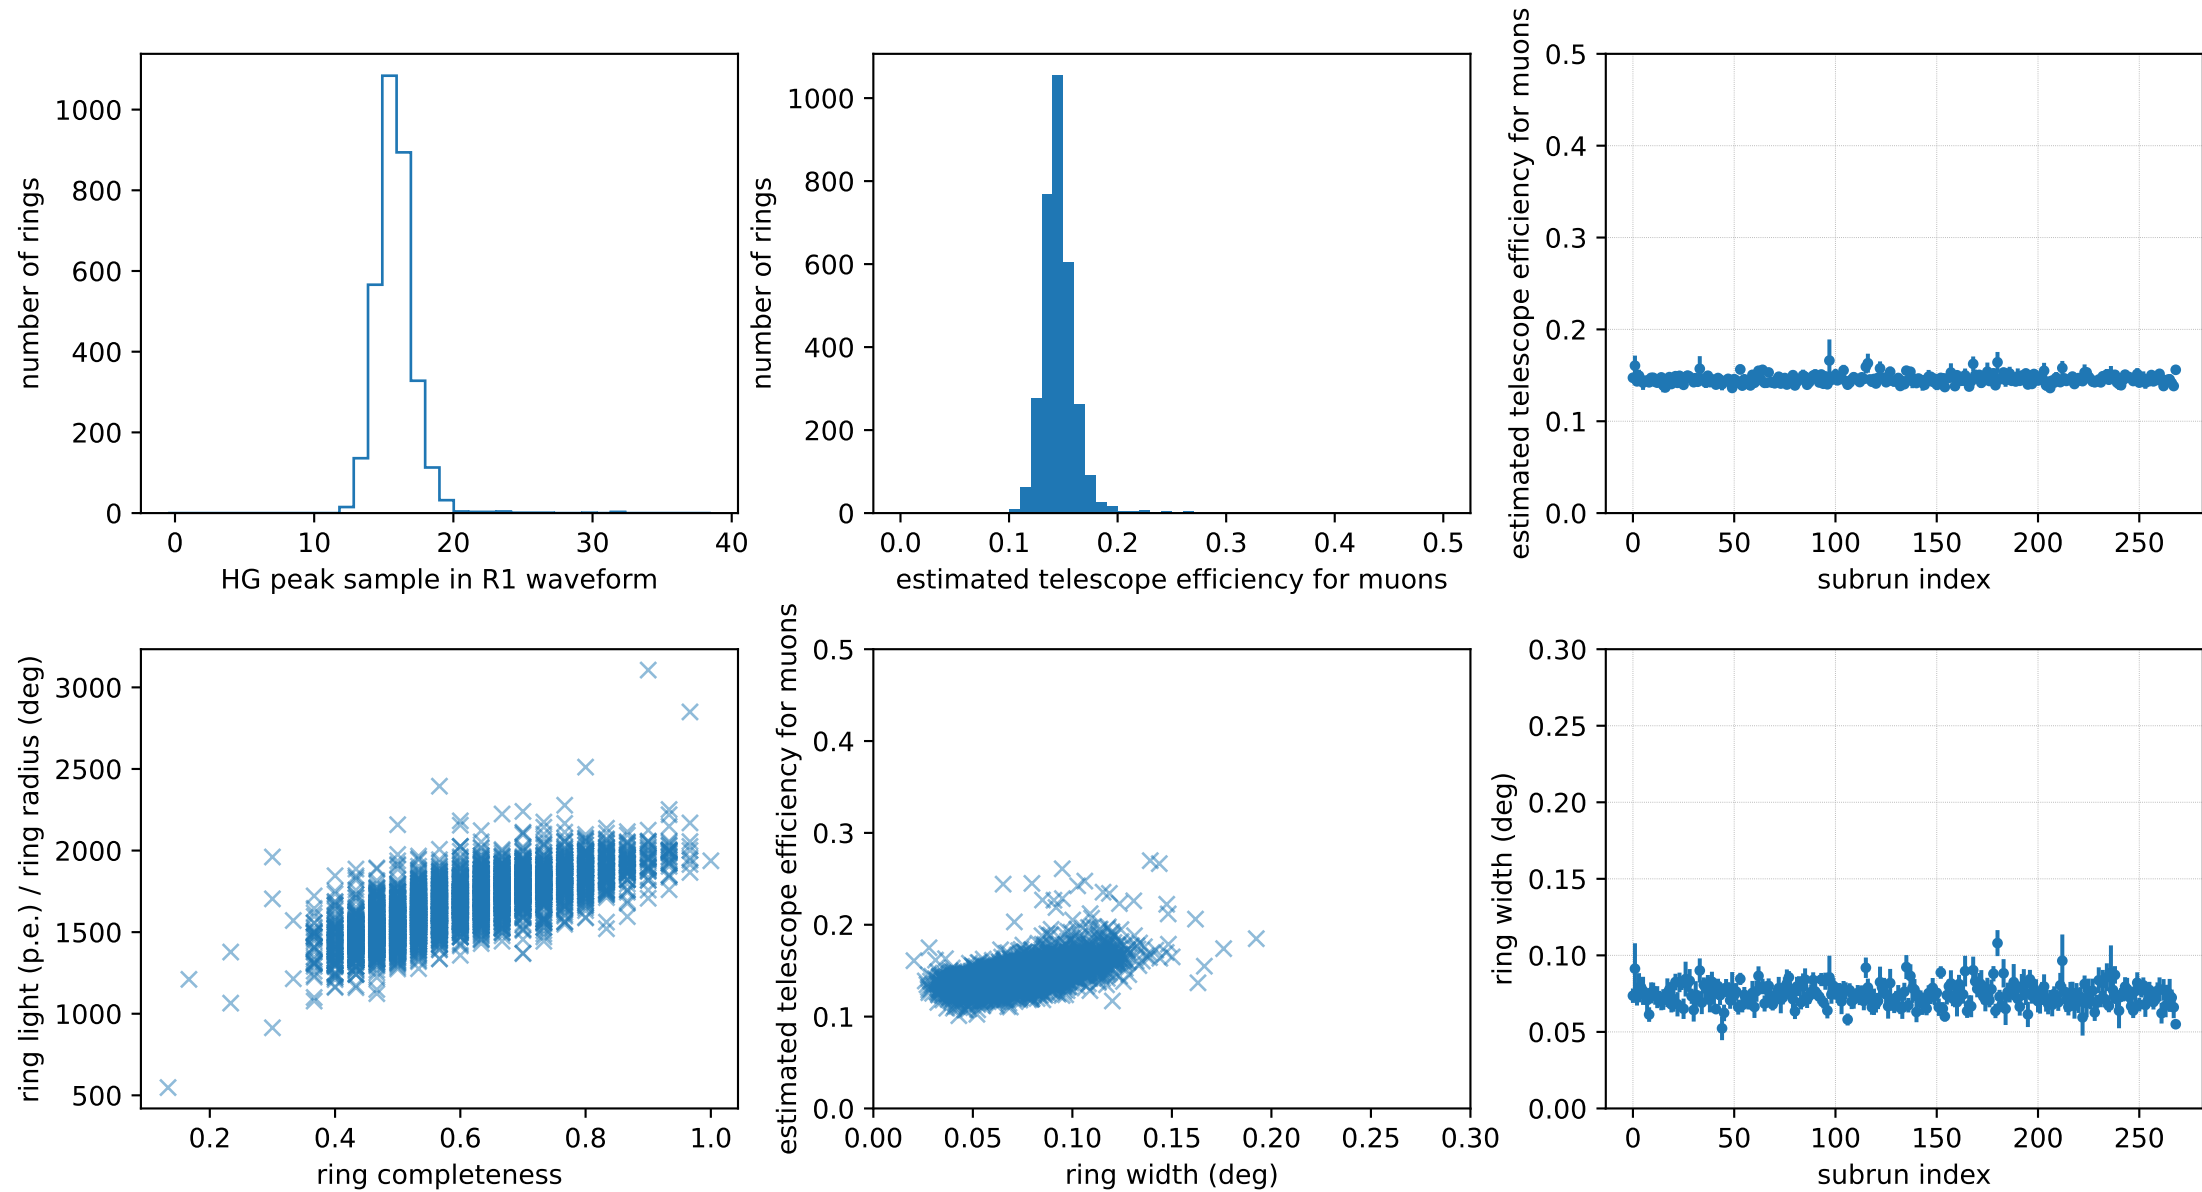 number of rings
1000
800
600
400
200
0
0 10 20 30 40
HG peak sample in R1 waveform
number of rings
1000
800
600
400
200
0
0.0 0.1 0.2 0.3 0.4 0.5
estimated telescope efficiency for muons
estimated telescope efficiency for muons
0.5
0.4
0.3
0.2
0.1
0.0
0 50 100 150 200 250
subrun index
ring light (p.e.) / ring radius (deg)
3000
2500
2000
1500
1000
500
0.2 0.4 0.6 0.8 1.0
ring completeness
estimated telescope efficiency for muons
0.5
0.4
0.3
0.2
0.1
0.0
0.00 0.05 0.10 0.15 0.20 0.25 0.30
ring width (deg)
ring width (deg)
0.30
0.25
0.20
0.15
0.10
0.05
0.00
0 50 100 150 200 250
subrun index